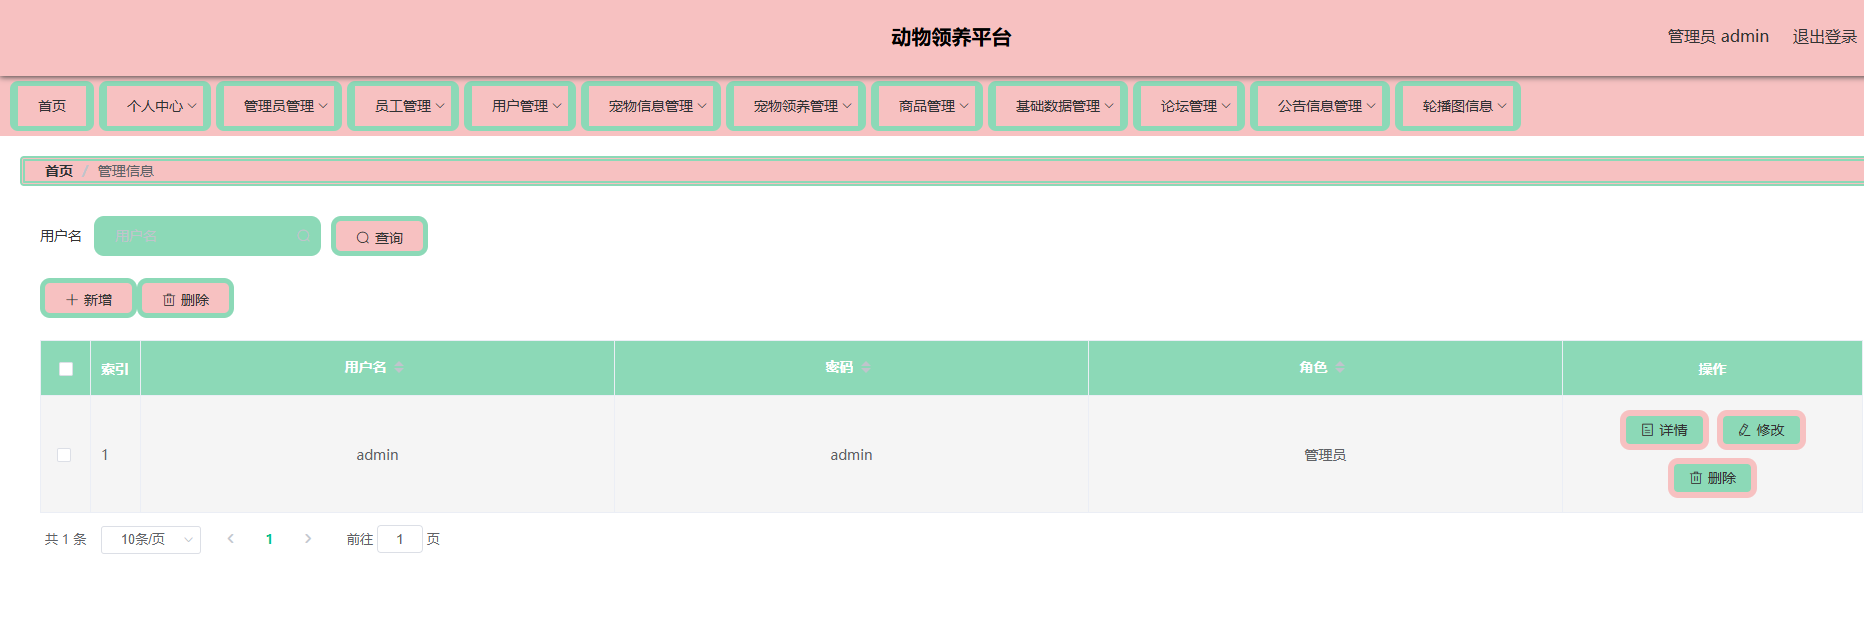 动物领养平台
管理员 admin 退出登录
首页 个人中心 管理员管理 员工管理 用户管理 宠物信息管理 宠物领养管理 商品管理 基础数据管理 论坛管理 公告信息管理 轮播图信息
首页 / 管理信息
用户名 用户名 查询
新增 删除
索引 用户名 密码 角色 操作
1 admin admin 管理员 详情 修改
删除
共 1 条 10条/页 1 前往 1 页